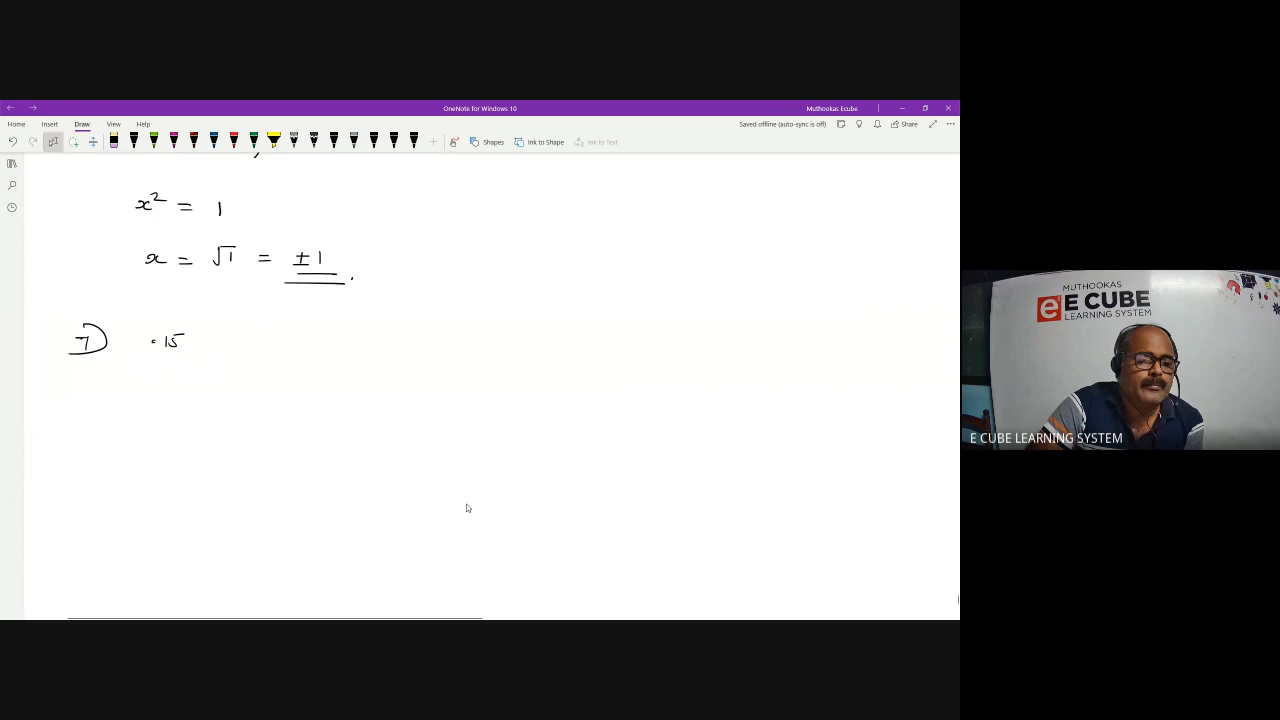 OneNote for Windows 10
Muthookas Ecube
Home Insert Draw View Help
Saved offline (auto-sync is off)
Share
Shapes
Ink to Shape
Ink to Text
x² = 1
x = √1 = ±1
7 .15
MUTHOOKAS
e E CUBE
LEARNING SYSTEM
E CUBE LEARNING SYSTEM